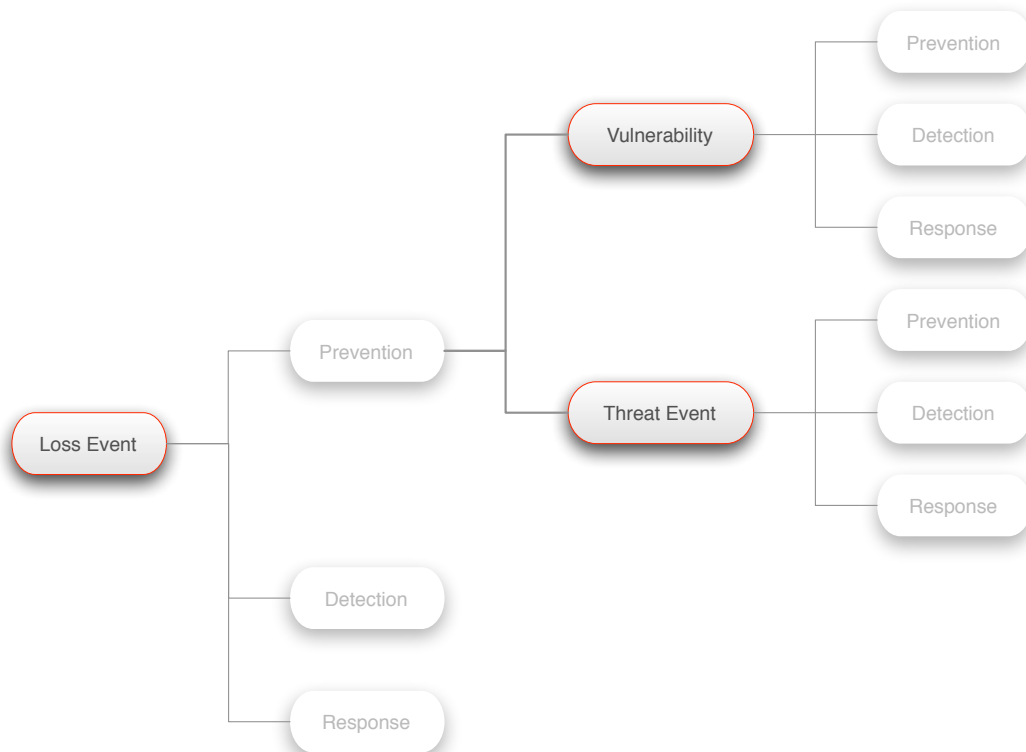 Prevention
Vulnerability
Detection
Response
Prevention
Prevention
Threat Event
Detection
Loss Event
Response
Detection
Response